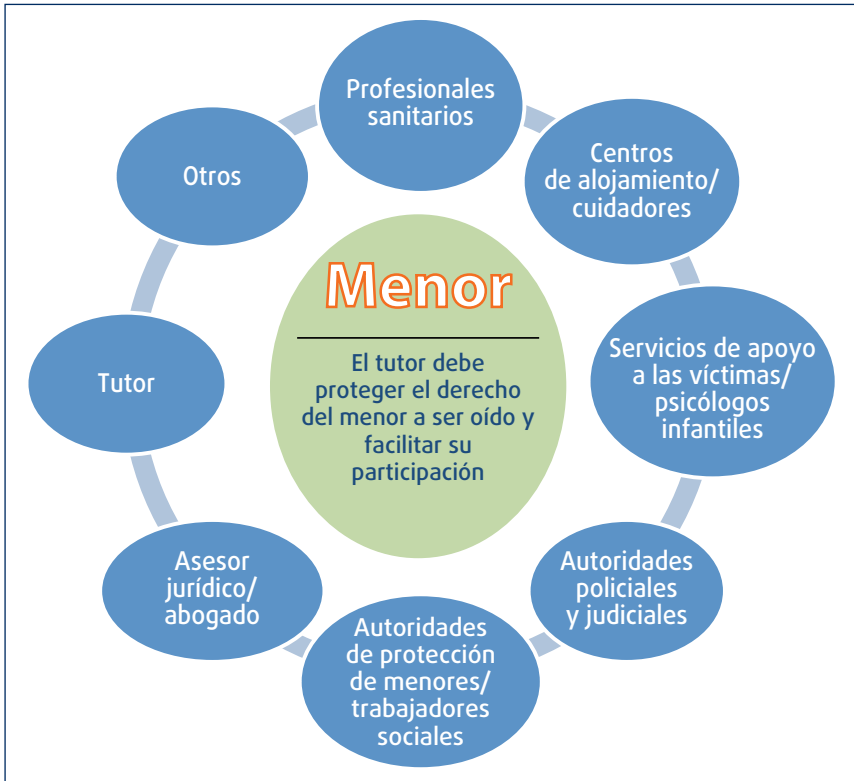 Profesionales
sanitarios
Centros
de alojamiento/
cuidadores
Servicios de apoyo
a las víctimas/
psicólogos
infantiles
Autoridades
policiales
y judiciales
Autoridades
de protección
de menores/
trabajadores
sociales
Asesor
jurídico/
abogado
Tutor
Otros
Menor
El tutor debe
proteger el derecho
del menor a ser oído y
facilitar su
participación